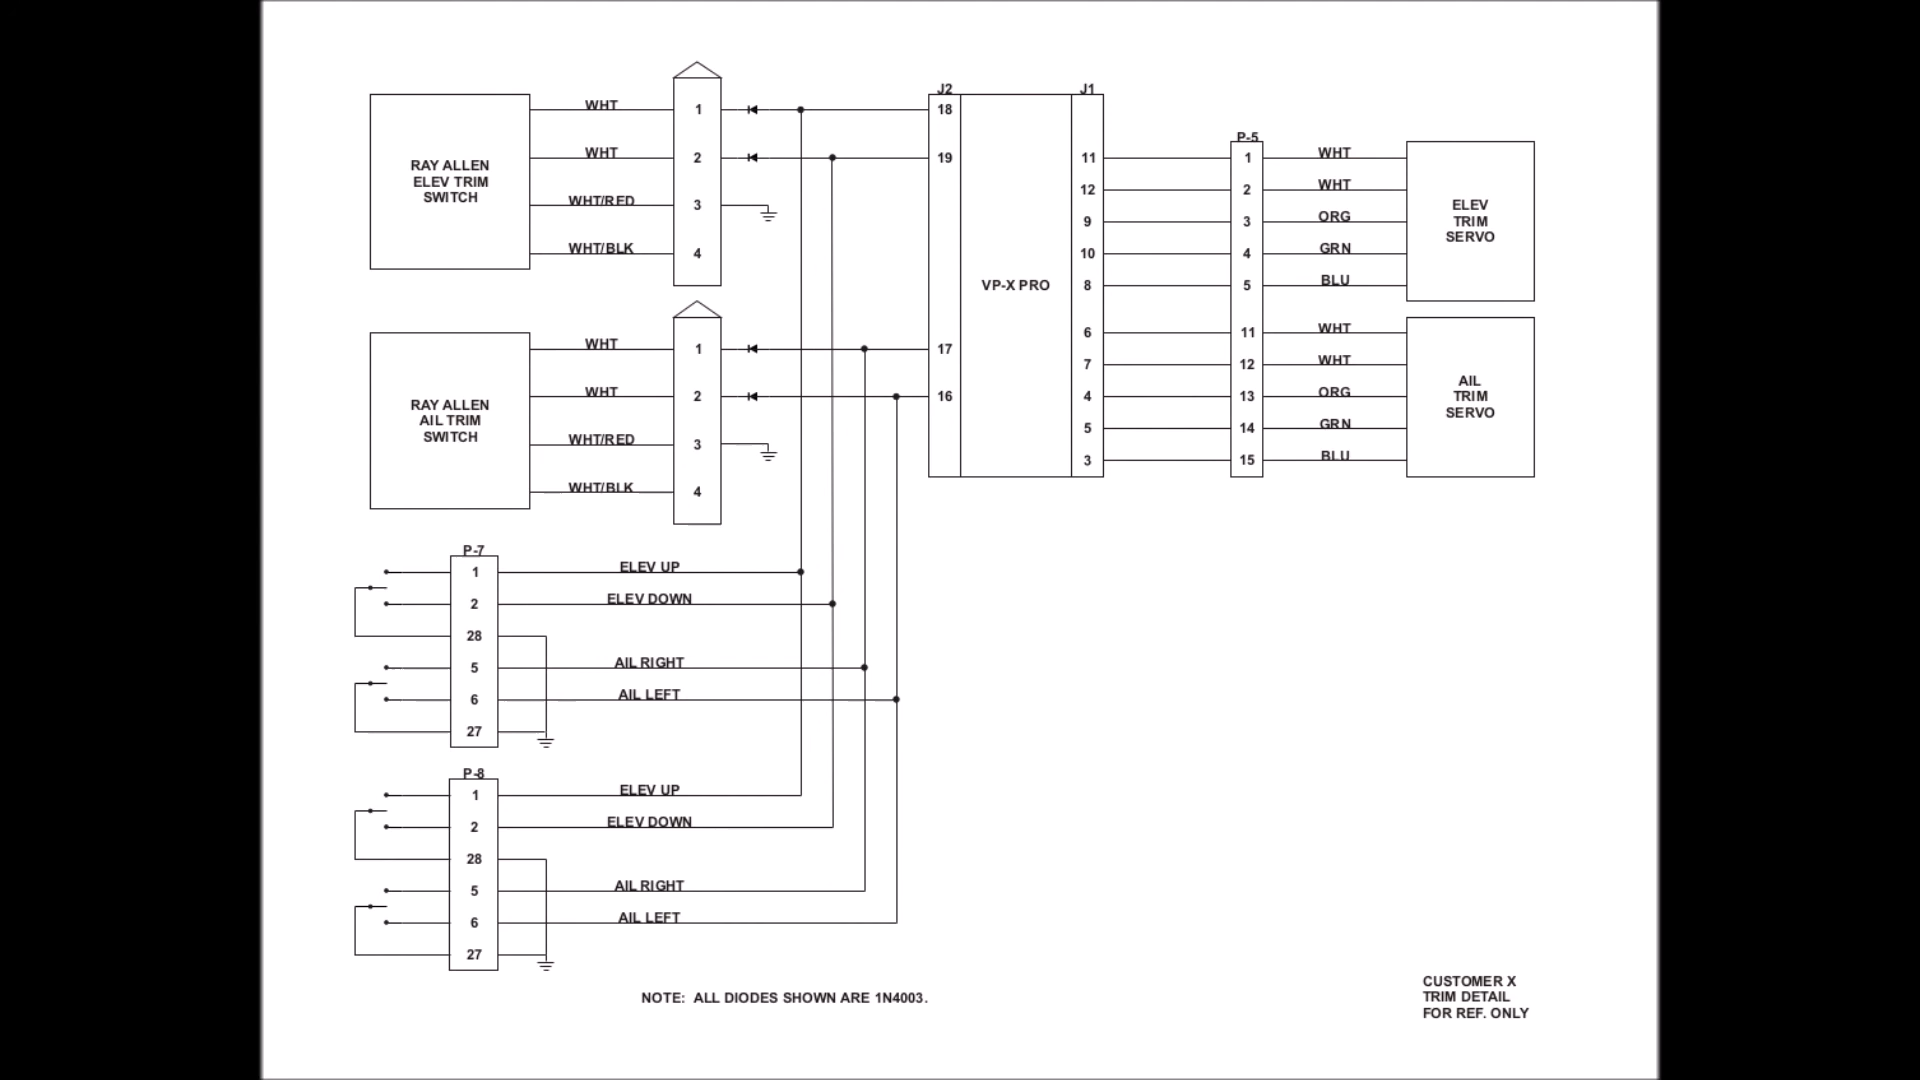 RAY ALLEN
ELEV TRIM
SWITCH
WHT
WHT
WHT/RED
WHT/BLK
1
2
3
4
RAY ALLEN
AIL TRIM
SWITCH
WHT
WHT
WHT/RED
WHT/BLK
1
2
3
4
J2
18
19
17
16
VP-X PRO
J1
11
12
9
10
8
6
7
4
5
3
P-5
1
2
3
4
5
11
12
13
14
15
WHT
WHT
ORG
GRN
BLU
WHT
WHT
ORG
GRN
BLU
ELEV
TRIM
SERVO
AIL
TRIM
SERVO
P-7
1
2
28
5
6
27
ELEV UP
ELEV DOWN
AIL RIGHT
AIL LEFT
P-8
1
2
28
5
6
27
ELEV UP
ELEV DOWN
AIL RIGHT
AIL LEFT
NOTE: ALL DIODES SHOWN ARE 1N4003.
CUSTOMER X
TRIM DETAIL
FOR REF. ONLY